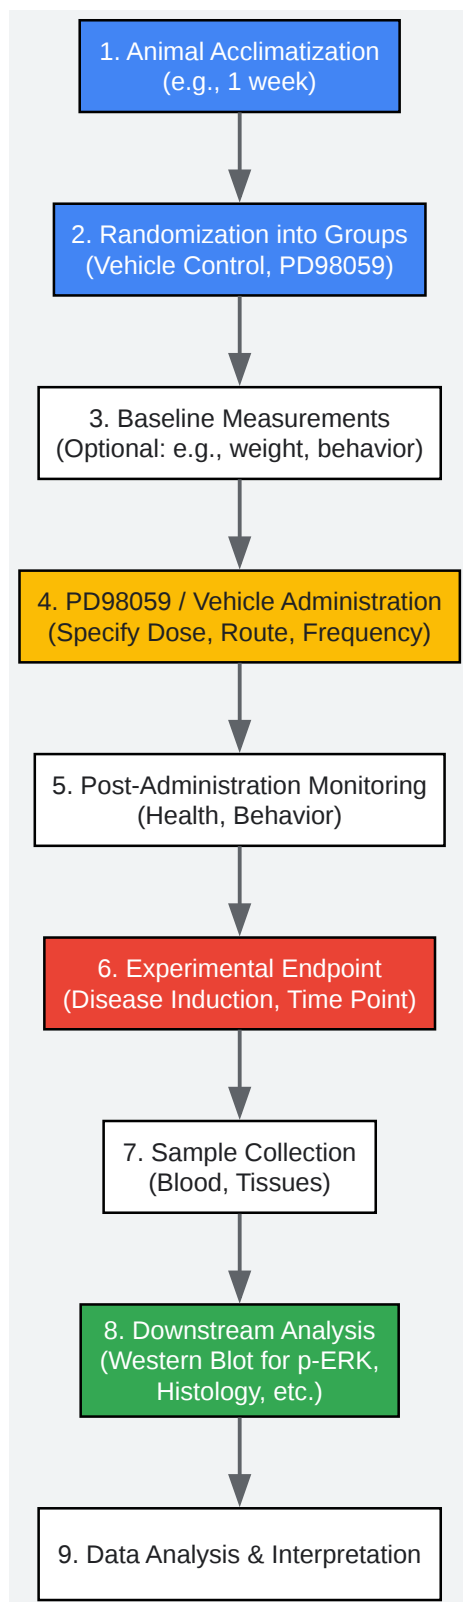 1. Animal Acclimatization
(e.g., 1 week)
2. Randomization into Groups
(Vehicle Control, PD98059)
3. Baseline Measurements
(Optional: e.g., weight, behavior)
4. PD98059 / Vehicle Administration
(Specify Dose, Route, Frequency)
5. Post-Administration Monitoring
(Health, Behavior)
6. Experimental Endpoint
(Disease Induction, Time Point)
7. Sample Collection
(Blood, Tissues)
8. Downstream Analysis
(Western Blot for p-ERK,
Histology, etc.)
9. Data Analysis & Interpretation